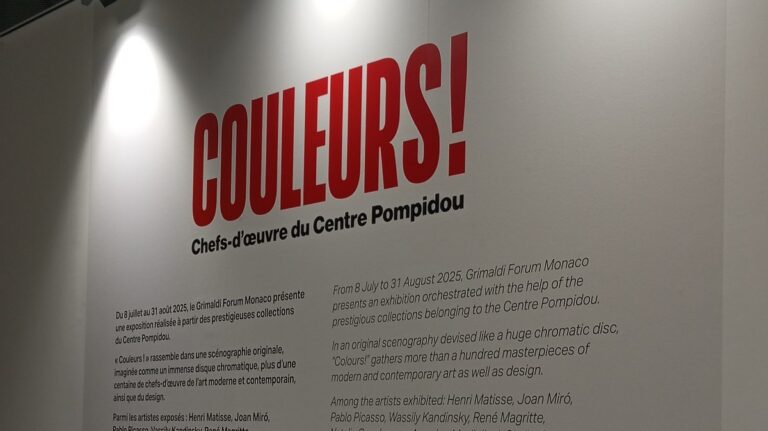 COULEURS!
Chefs-d'œuvre du Centre Pompidou
Du 8 juillet au 31 août 2025, le Grimaldi Forum Monaco présente
une exposition réalisée à partir des prestigieuses collections
du Centre Pompidou.
« Couleurs ! » rassemble dans une scénographie originale,
imaginée comme un immense disque chromatique, plus d'une
centaine de chefs-d'œuvre de l'art moderne et contemporain,
ainsi que du design.
Parmi les artistes exposés : Henri Matisse, Joan Miró,
Pablo Picasso, Wassily Kandinsky, René Magritte,
From 8 July to 31 August 2025, Grimaldi Forum Monaco
presents an exhibition orchestrated with the help of the
prestigious collections belonging to the Centre Pompidou.
In an original scenography devised like a huge chromatic disc,
"Colours!" gathers more than a hundred masterpieces of
modern and contemporary art as well as design.
Among the artists exhibited: Henri Matisse, Joan Miró,
Pablo Picasso, Wassily Kandinsky, René Magritte,